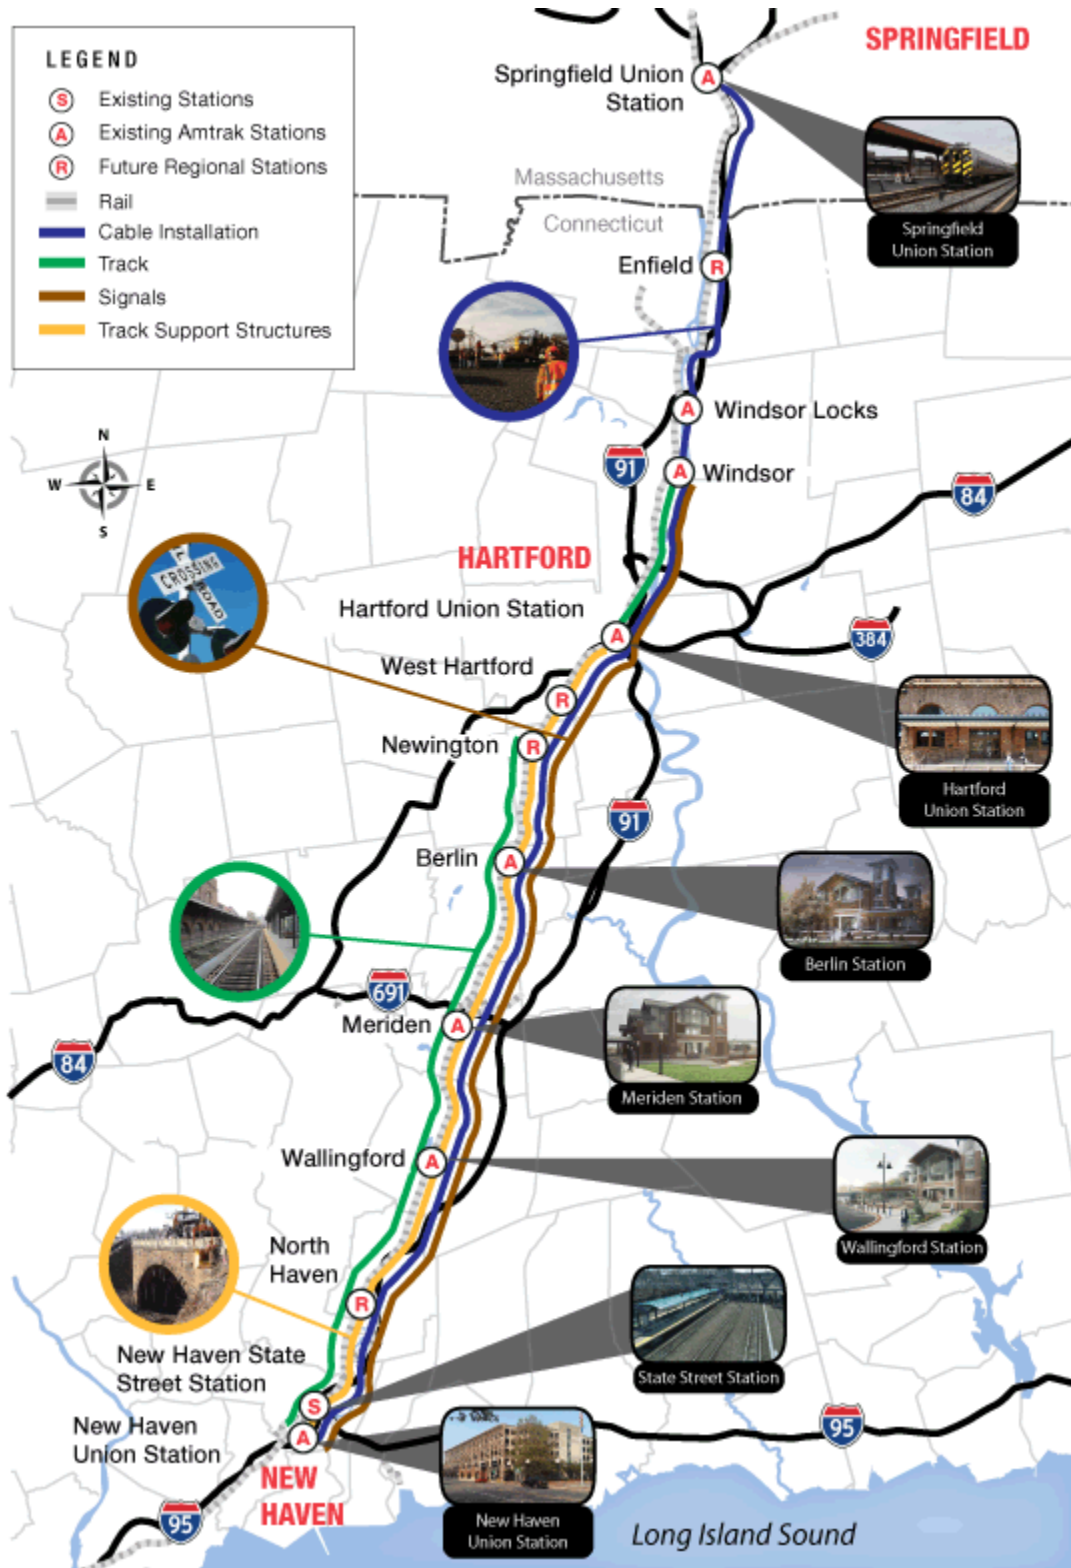 LEGEND
S Existing Stations
A Existing Amtrak Stations
R Future Regional Stations
Rail
Cable Installation
Track
Signals
Track Support Structures
SPRINGFIELD
Springfield Union
Station
A
Massachusetts
Connecticut
Springfield
Union Station
Enfield
R
A
Windsor Locks
N
W
E
S
91
A
Windsor
84
HARTFORD
CROSSING
ROAD
Hartford Union Station
A
384
West Hartford
R
Newington
R
Hartford
Union Station
91
Berlin
A
Berlin Station
691
Meriden
A
84
Meriden Station
Wallingford
A
Wallingford Station
North
Haven
R
New Haven State
Street Station
S
State Street Station
New Haven
Union Station
A
95
NEW
HAVEN
95
New Haven
Union Station
Long Island Sound